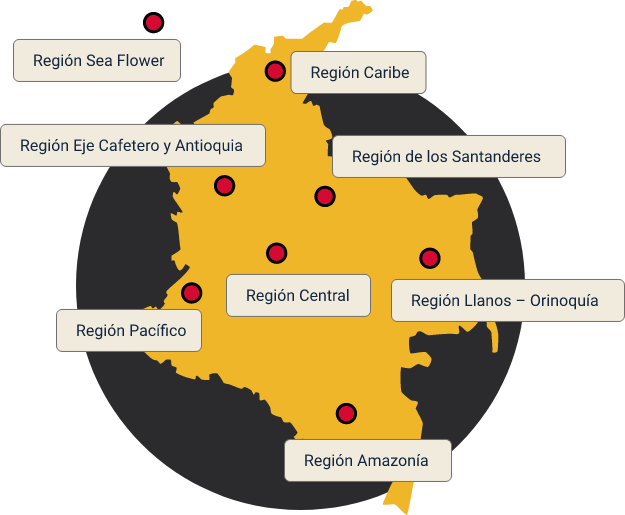 Región Sea Flower
Región Caribe
Región Eje Cafetero y Antioquia
Región de los Santanderes
Región Central
Región Llanos – Orinoquía
Región Pacífico
Región Amazonía